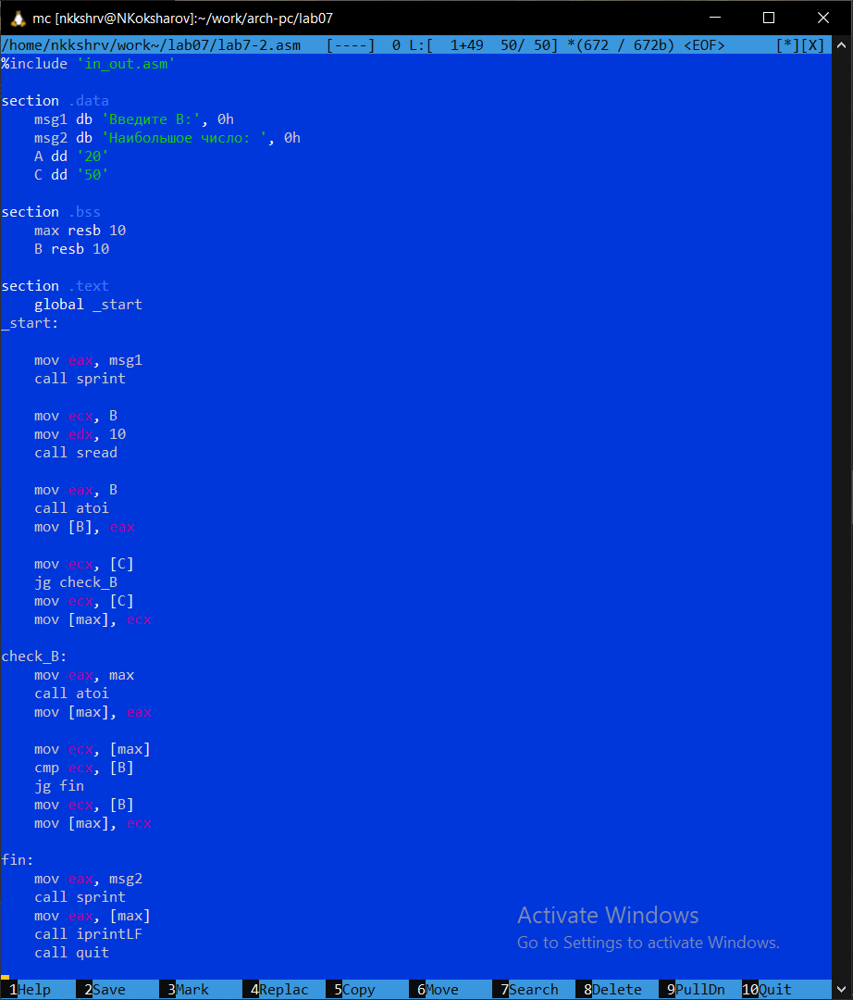 mc [nkkshrv@NKoksharov]:~/work/arch-pc/lab07
/home/nkkshrv/work~/lab07/lab7-2.asm   [----]  0 L:[  1+49  50/ 50] *(672 / 672b) <EOF>      [*][X]
%include 'in_out.asm'
section .data
    msg1 db 'Введите B:', 0h
    msg2 db 'Наибольшое число: ', 0h
    A dd '20'
    C dd '50'
section .bss
    max resb 10
    B resb 10
section .text
    global _start
_start:
    mov eax, msg1
    call sprint
    mov ecx, B
    mov edx, 10
    call sread
    mov eax, B
    call atoi
    mov [B], eax
    mov ecx, [C]
    jg check_B
    mov ecx, [C]
    mov [max], ecx
check_B:
    mov eax, max
    call atoi
    mov [max], eax
    mov ecx, [max]
    cmp ecx, [B]
    jg fin
    mov ecx, [B]
    mov [max], ecx
fin:
    mov eax, msg2
    call sprint
    mov eax, [max]
    call iprintLF
    call quit
Activate Windows
Go to Settings to activate Windows.
1Help 2Save 3Mark 4Replac 5Copy 6Move 7Search 8Delete 9PullDn 10Quit